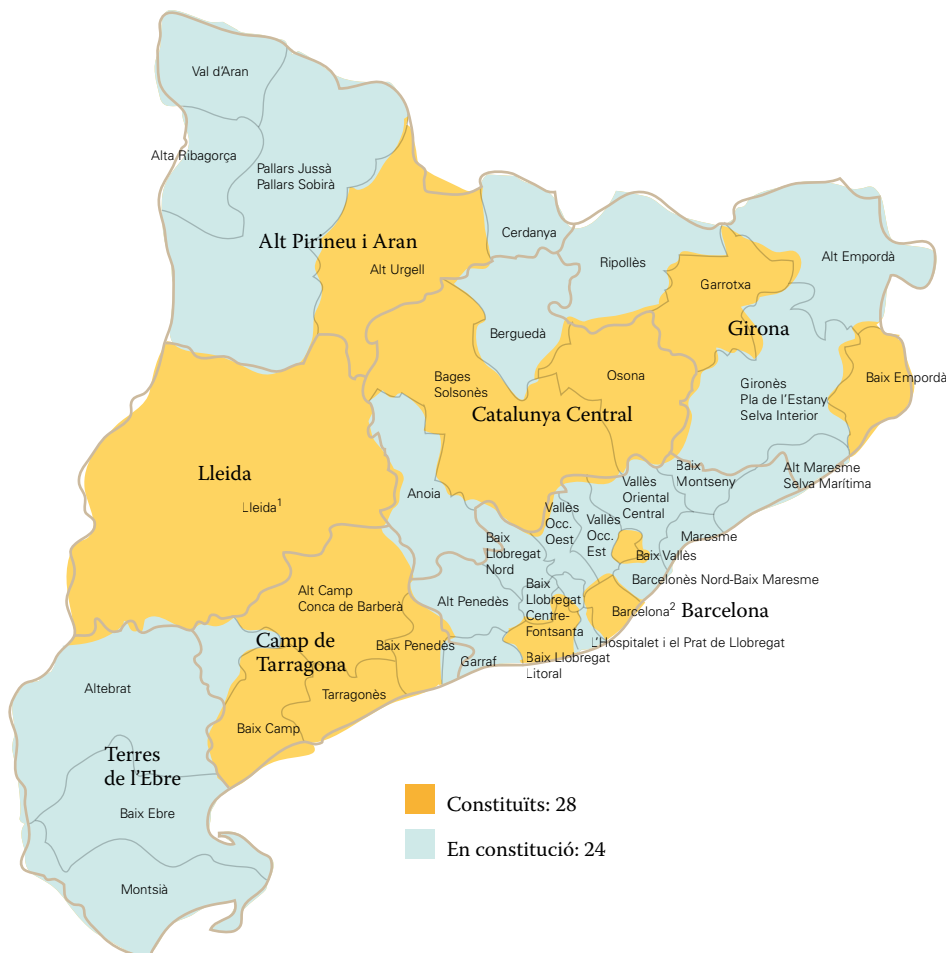 Val d'Aran
Alta Ribagorça
Pallars Jussà
Pallars Sobirà
Alt Pirineu i Aran
Alt Urgell
Cerdanya
Ripollès
Alt Empordà
Garrotxa
Girona
Berguedà
Baix Empordà
Bages
Solsonès
Osona
Gironès
Pla de l'Estany
Selva Interior
Catalunya Central
Lleida
Lleida¹
Anoia
Baix
Montseny
Alt Maresme
Selva Marítima
Vallès
Oriental
Central
Vallès
Occ.
Oest
Vallès
Occ.
Est
Maresme
Baix
Llobregat
Nord
Baix Vallès
Barcelonès Nord-Baix Maresme
Alt Camp
Conca de Barberà
Alt Penedès
Baix
Llobregat
Centre-
Fontsanta
Barcelona²
Barcelona
Camp de
Tarragona
Baix Penedès
L'Hospitalet i el Prat de Llobregat
Garraf
Baix Llobregat
Litoral
Altebrat
Tarragonès
Baix Camp
Terres
de l'Ebre
Baix Ebre
Montsià
Constituïts: 28
En constitució: 24